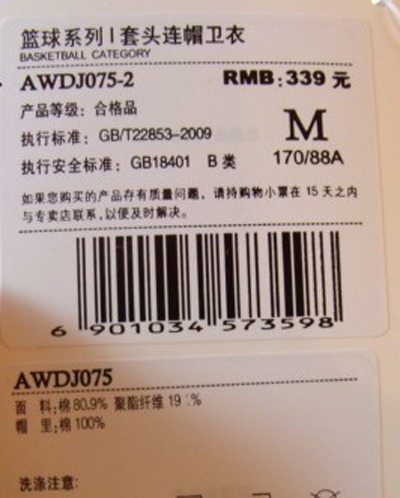 篮球系列 | 套头连帽卫衣
BASKETBALL CATEGORY
AWDJ075-2 RMB:339 元
产品等级: 合格品
执行标准: GB/T22853-2009 M
执行安全标准: GB18401 B 类 170/88A
如果您购买的产品存有质量问题, 请持购物小票在 15 天之内
与专卖店联系,以便及时解决。
6 901034 573598
AWDJ075
面 料:棉 80.9% 聚酯纤维
帽 里:棉 100%
洗涤注意: